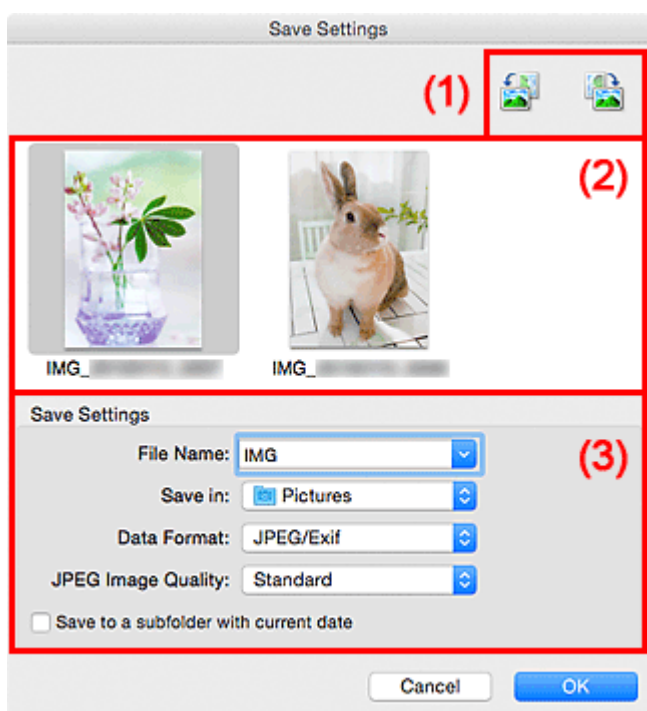 Save Settings
(1)
(2)
IMG_
IMG_
Save Settings
(3)
File Name: IMG
Save in: Pictures
Data Format: JPEG/Exif
JPEG Image Quality: Standard
Save to a subfolder with current date
Cancel OK